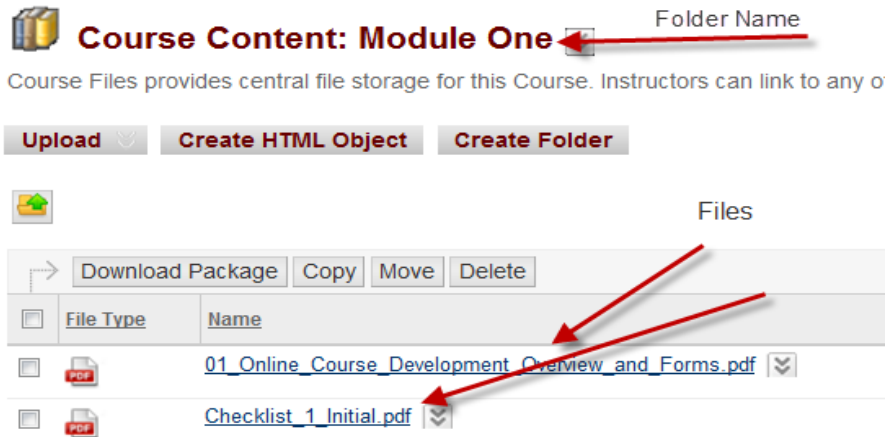 Folder Name
Course Content: Module One
Course Files provides central file storage for this Course. Instructors can link to any
Upload Create HTML Object Create Folder
Files
Download Package Copy Move Delete
File Type Name
01_Online_Course_Development_Overview_and_Forms.pdf
PDF
Checklist_1_Initial.pdf
PDF